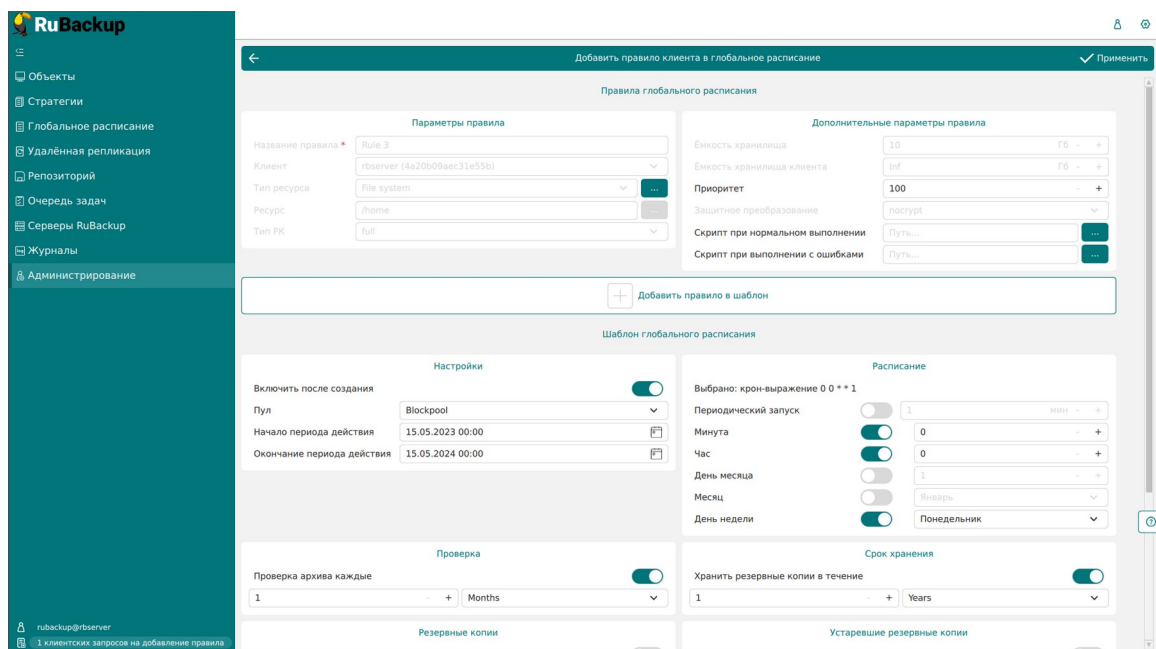 RuBackup
Объекты
Стратегии
Глобальное расписание
Удалённая репликация
Репозиторий
Очередь задач
Серверы RuBackup
Журналы
Администрирование
rubackup@rbserver
1 клиентских запросов на добавление правила
Добавить правило клиента в глобальное расписание
Применить
Правила глобального расписания
Параметры правила
Название правила * Rule 3
Клиент rbserver (4a20b09aec31e55b)
Тип ресурса File system ...
Ресурс /home ...
Тип РК full
Дополнительные параметры правила
Ёмкость хранилища 10 Гб - +
Ёмкость хранилища клиента Inf Гб - +
Приоритет 100 - +
Защитное преобразование nocrypt
Скрипт при нормальном выполнении Путь... ...
Скрипт при выполнении с ошибками Путь... ...
Добавить правило в шаблон
Шаблон глобального расписания
Настройки
Включить после создания
Пул Blockpool
Начало периода действия 15.05.2023 00:00
Окончание периода действия 15.05.2024 00:00
Расписание
Выбрано: крон-выражение 0 0 * * 1
Периодический запуск 1 мин - +
Минута 0 - +
Час 0 - +
День месяца 1 - +
Месяц Январь
День недели Понедельник
Проверка
Проверка архива каждые
1 - + Months
Срок хранения
Хранить резервные копии в течение
1 - + Years
Резервные копии
Устаревшие резервные копии